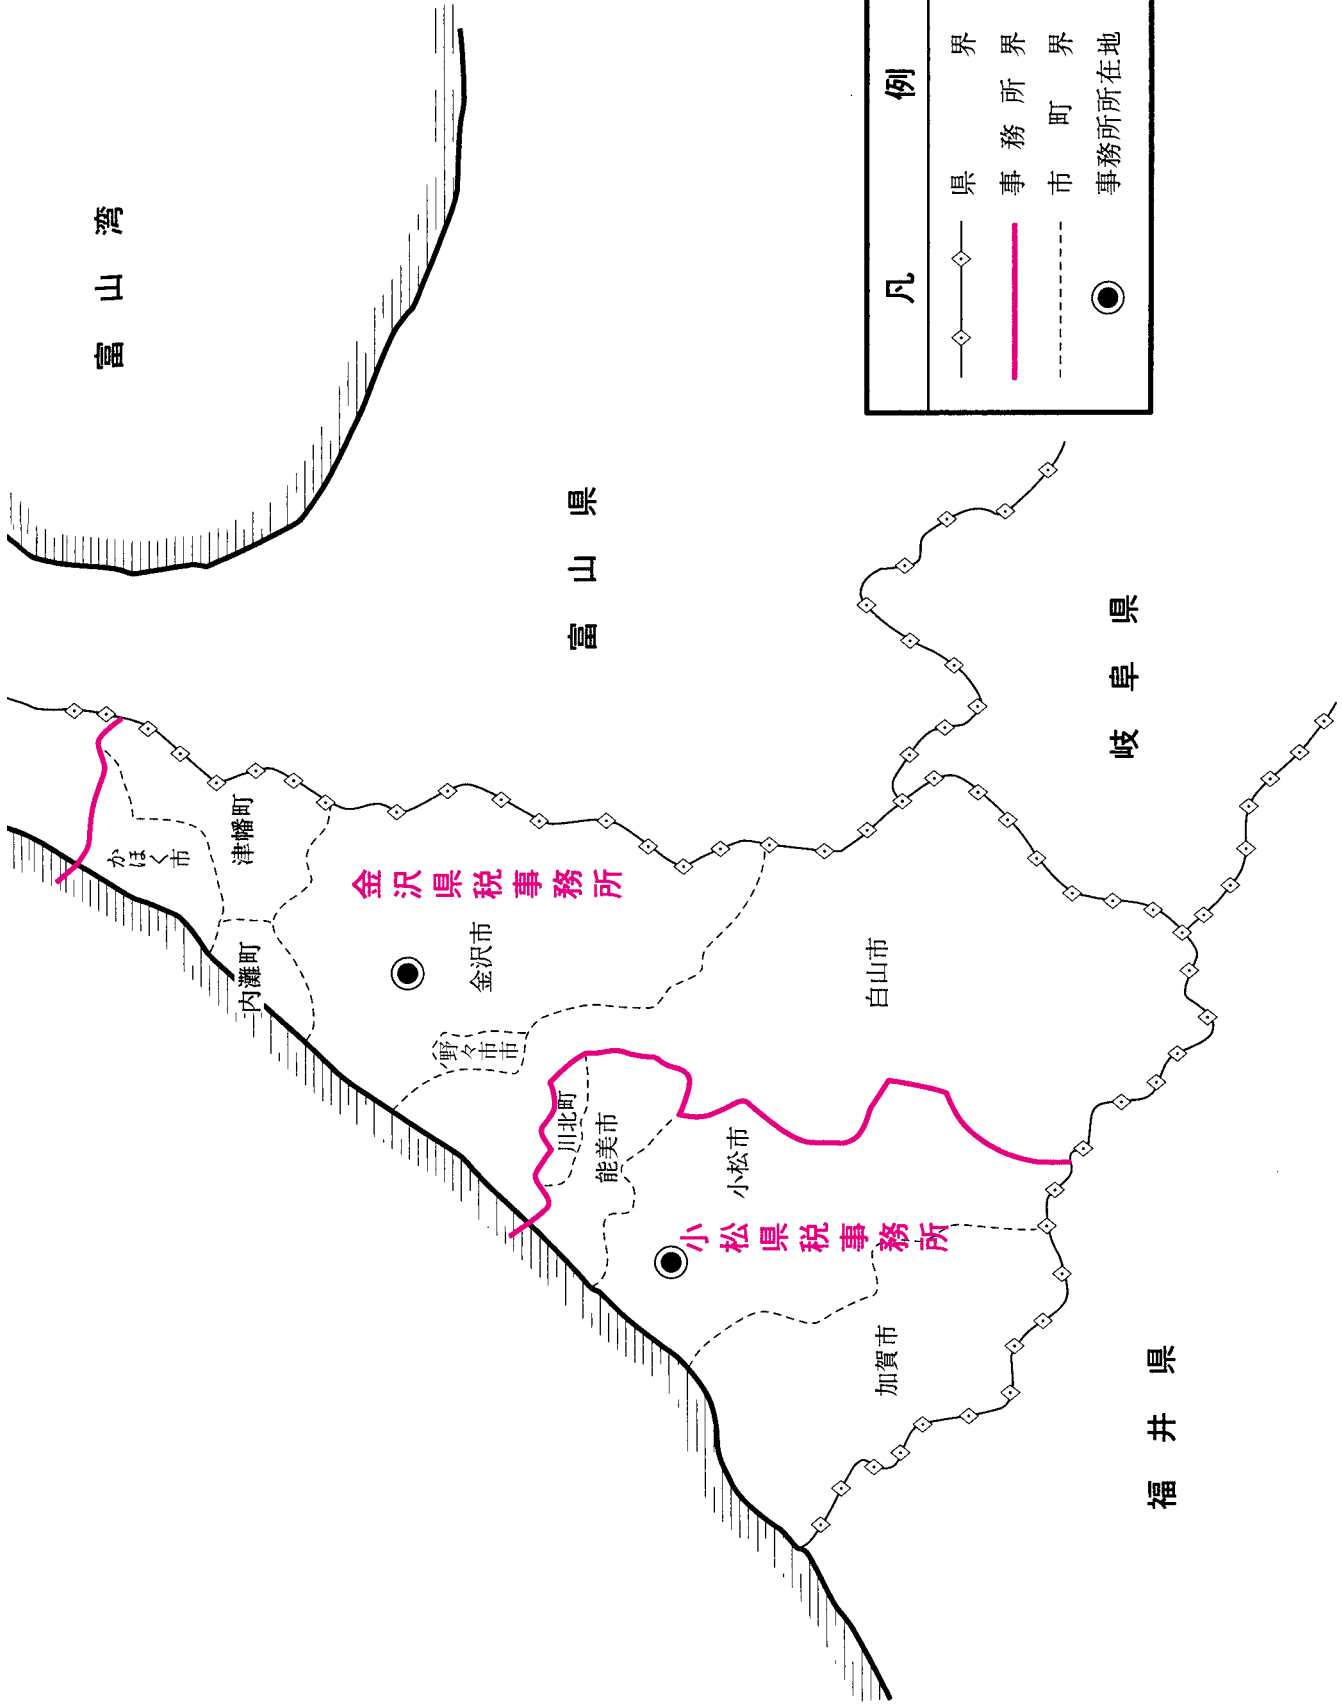 富山湾
富山県
岐阜県
福井県
かほく市
津幡町
内灘町
金沢県税事務所
金沢市
野々市市
白山市
川北町
能美市
小松市
小松県税事務所
加賀市
凡例
県界
事務所界
市町界
事務所所在地